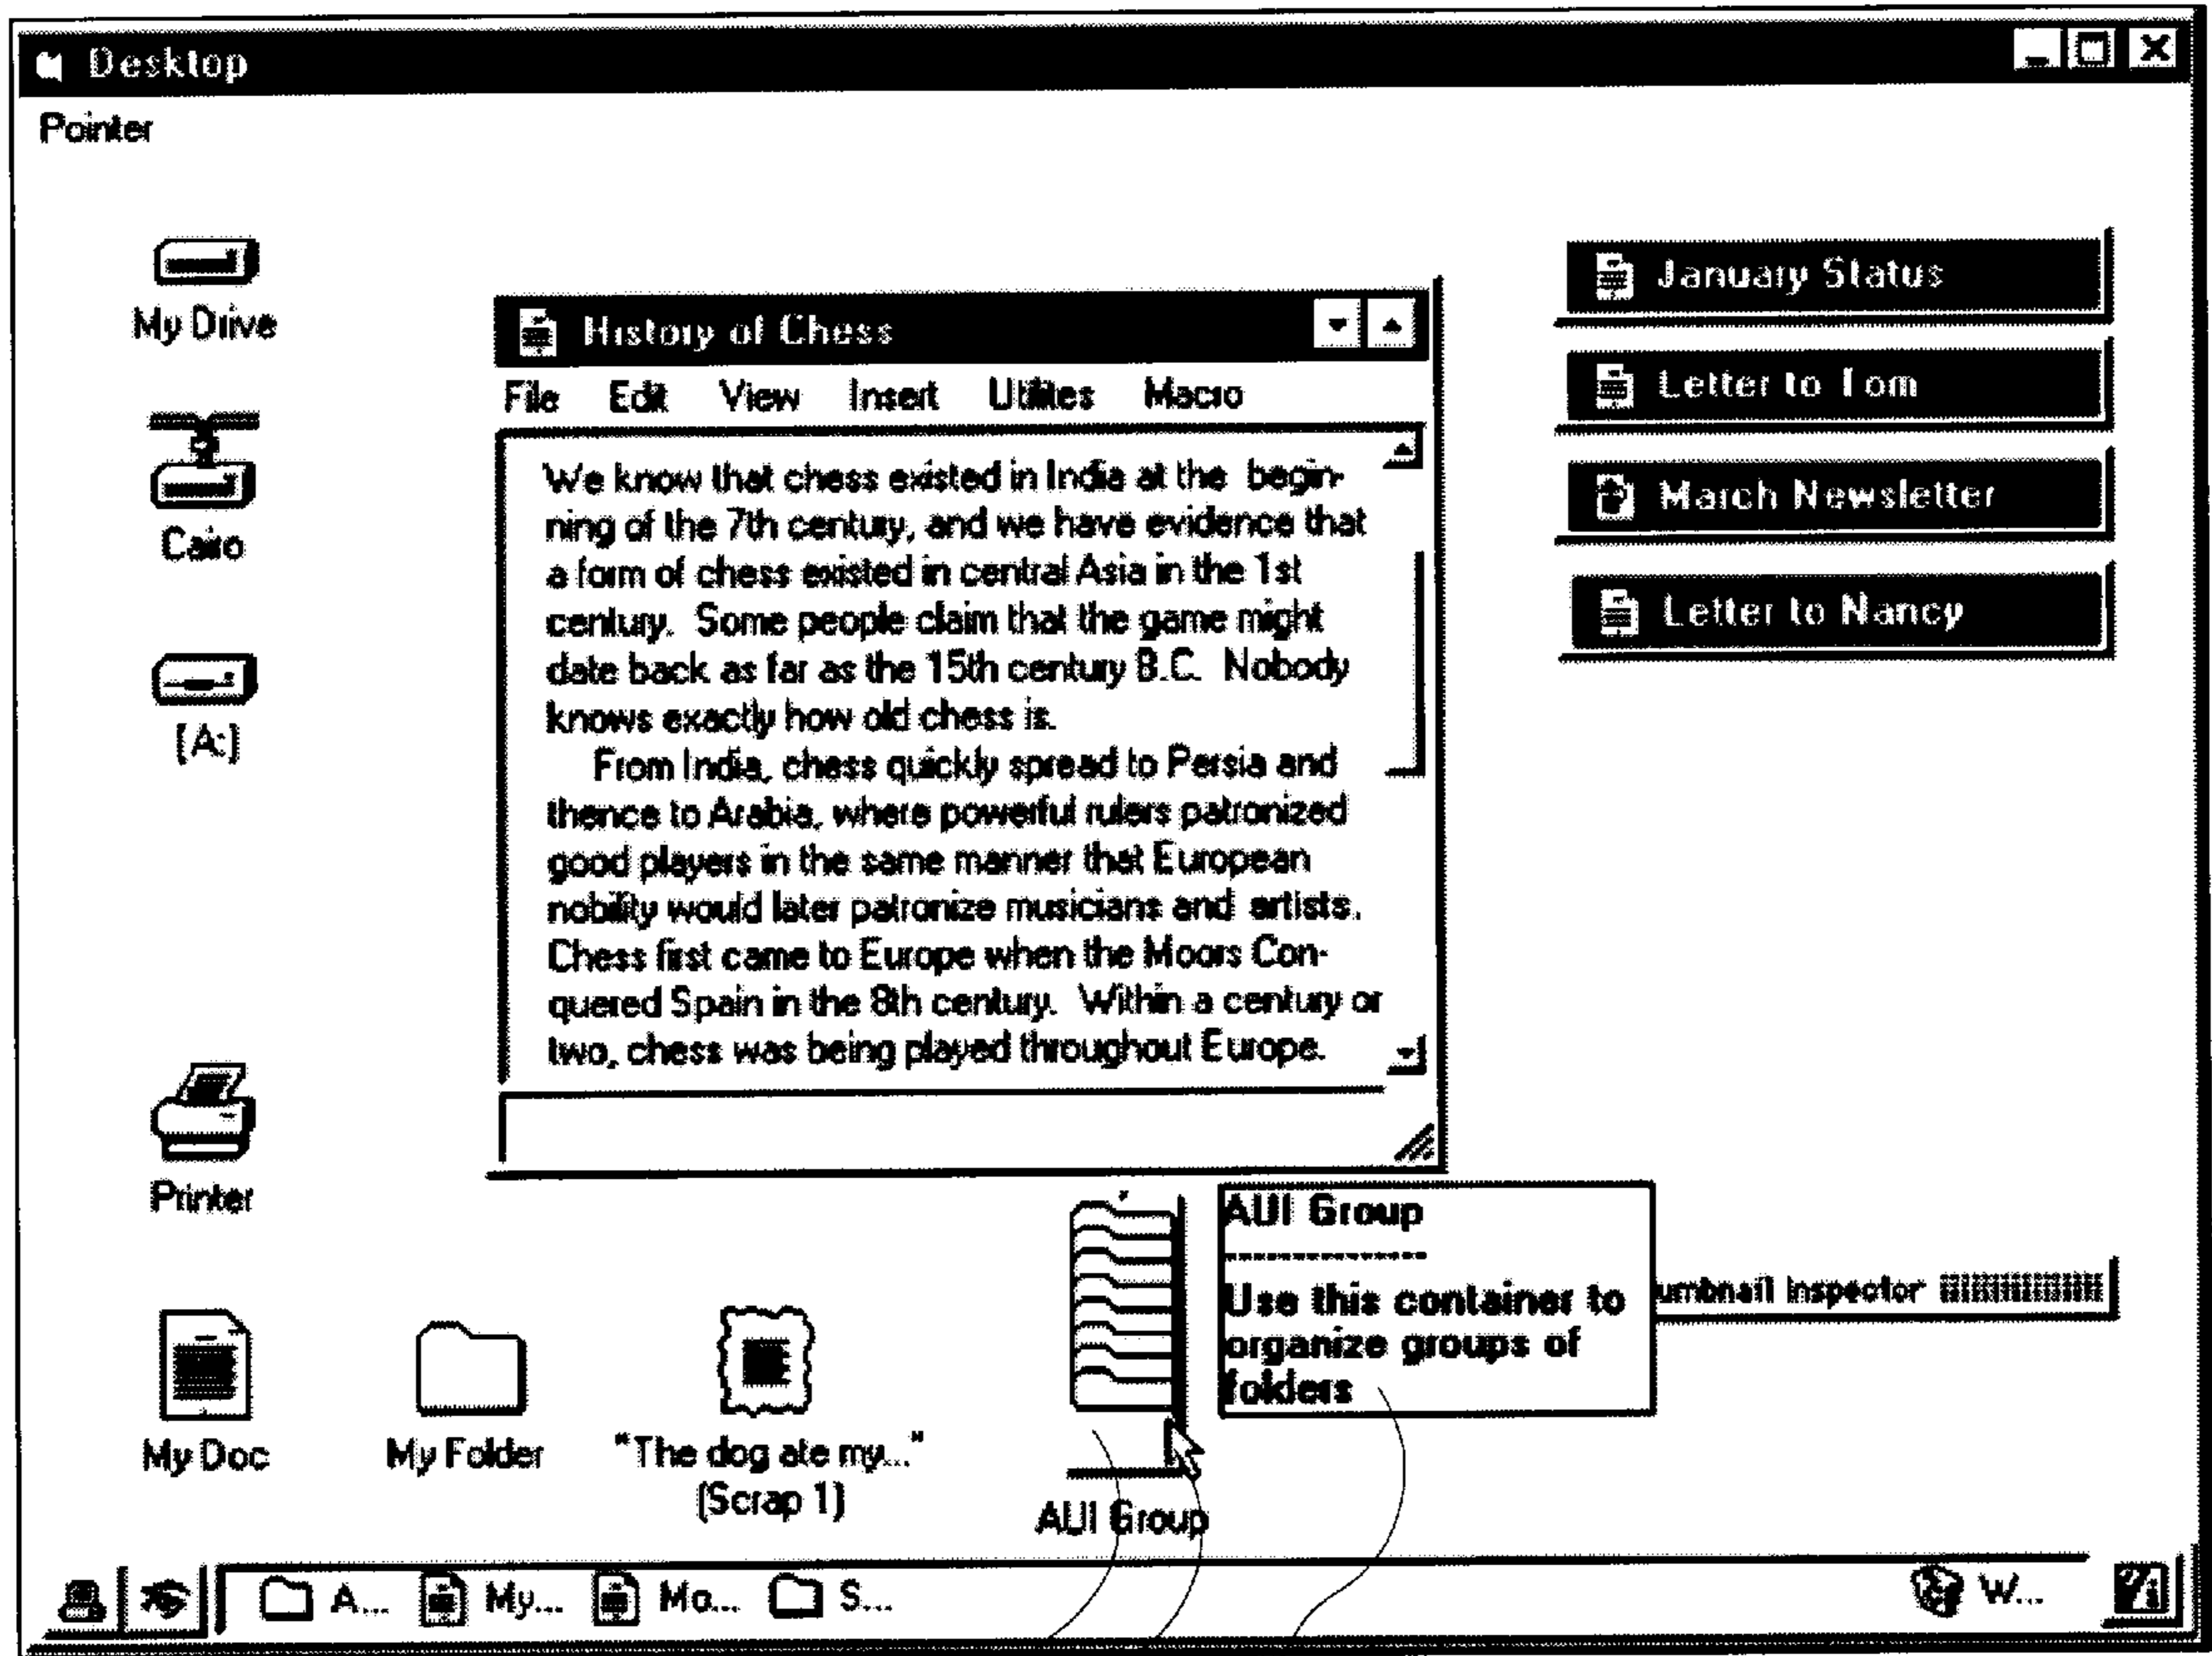 Desktop
Pointer
My Drive
Cairo
[A:]
Printer
My Doc
My Folder
"The dog ate my..."
(Scrap 1)
AUI Group
History of Chess
File Edit View Insert Utilities Macro
We know that chess existed in India at the begin-
ning of the 7th century, and we have evidence that
a form of chess existed in central Asia in the 1st
century. Some people claim that the game might
date back as far as the 15th century B.C. Nobody
knows exactly how old chess is.
From India, chess quickly spread to Persia and
thence to Arabia, where powerful rulers patronized
good players in the same manner that European
nobility would later patronize musicians and artists.
Chess first came to Europe when the Moors Con-
quered Spain in the 8th century. Within a century or
two, chess was being played throughout Europe.
January Status
Letter to Tom
March Newsletter
Letter to Nancy
AUI Group
Use this container to
organize groups of
folders
umbnail Inspector
A... My... Mo... S... W...